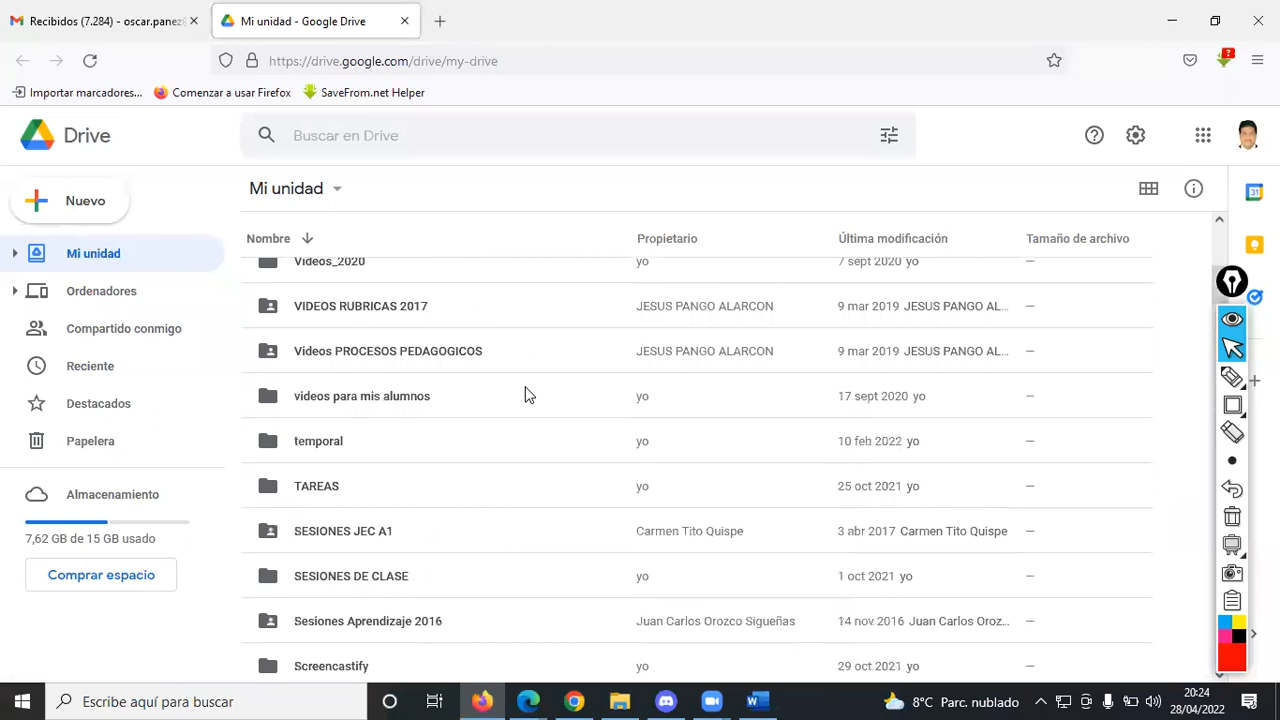 Recibidos (7.284) - oscar.panez@
Mi unidad - Google Drive
https://drive.google.com/drive/my-drive
Importar marcadores...
Comenzar a usar Firefox
SaveFrom.net Helper
Drive
Buscar en Drive
Nuevo
Mi unidad
Nombre
Propietario
Última modificación
Tamaño de archivo
Mi unidad
Ordenadores
Compartido conmigo
Reciente
Destacados
Papelera
Almacenamiento
7,62 GB de 15 GB usado
Comprar espacio
Videos_2020 yo 7 sept 2020 yo —
VIDEOS RUBRICAS 2017 JESUS PANGO ALARCON 9 mar 2019 JESUS PANGO AL... —
Videos PROCESOS PEDAGOGICOS JESUS PANGO ALARCON 9 mar 2019 JESUS PANGO AL... —
videos para mis alumnos yo 17 sept 2020 yo —
temporal yo 10 feb 2022 yo —
TAREAS yo 25 oct 2021 yo —
SESIONES JEC A1 Carmen Tito Quispe 3 abr 2017 Carmen Tito Quispe —
SESIONES DE CLASE yo 1 oct 2021 yo —
Sesiones Aprendizaje 2016 Juan Carlos Orozco Sigueñas 14 nov 2016 Juan Carlos Oroz... —
Screencastify yo 29 oct 2021 yo —
31
Escribe aquí para buscar
8°C Parc. nublado
20:24
28/04/2022